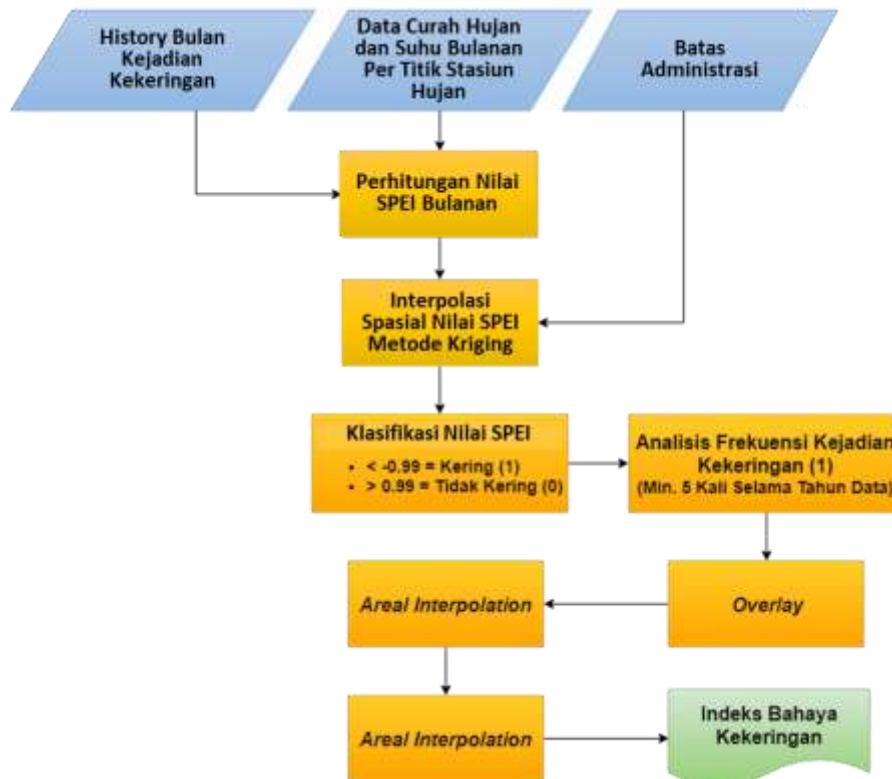 History Bulan
Kejadian
Kekeringan
Data Curah Hujan
dan Suhu Bulanan
Per Titik Stasiun
Hujan
Batas
Administrasi
Perhitungan Nilai
SPEI Bulanan
Interpolasi
Spasial Nilai SPEI
Metode Kriging
Klasifikasi Nilai SPEI
• < -0.99 = Kering (1)
• > 0.99 = Tidak Kering (0)
Analisis Frekuensi Kejadian
Kekeringan (1)
(Min. 5 Kali Selama Tahun Data)
Overlay
Areal Interpolation
Areal Interpolation
Indeks Bahaya
Kekeringan